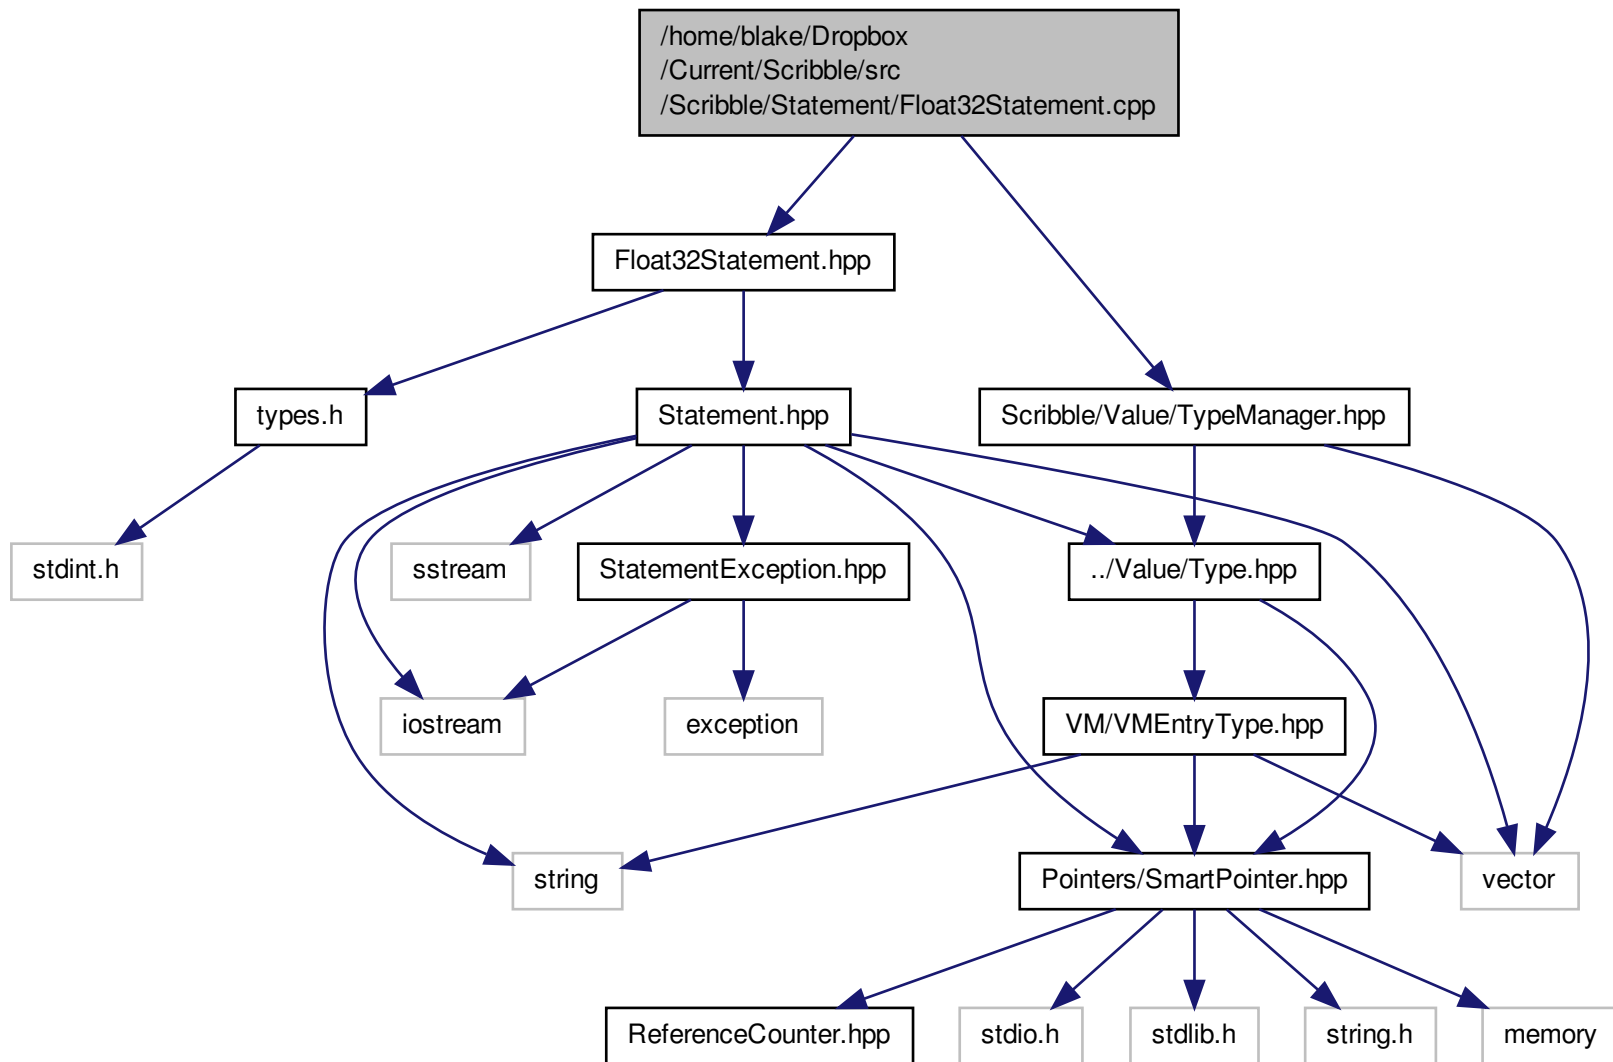 /home/blake/Dropbox
/Current/Scribble/src
/Scribble/Statement/Float32Statement.cpp
Float32Statement.hpp
types.h
Statement.hpp
Scribble/Value/TypeManager.hpp
stdint.h
sstream
StatementException.hpp
../Value/Type.hpp
iostream
exception
VM/VMEntryType.hpp
string
Pointers/SmartPointer.hpp
vector
ReferenceCounter.hpp
stdio.h
stdlib.h
string.h
memory